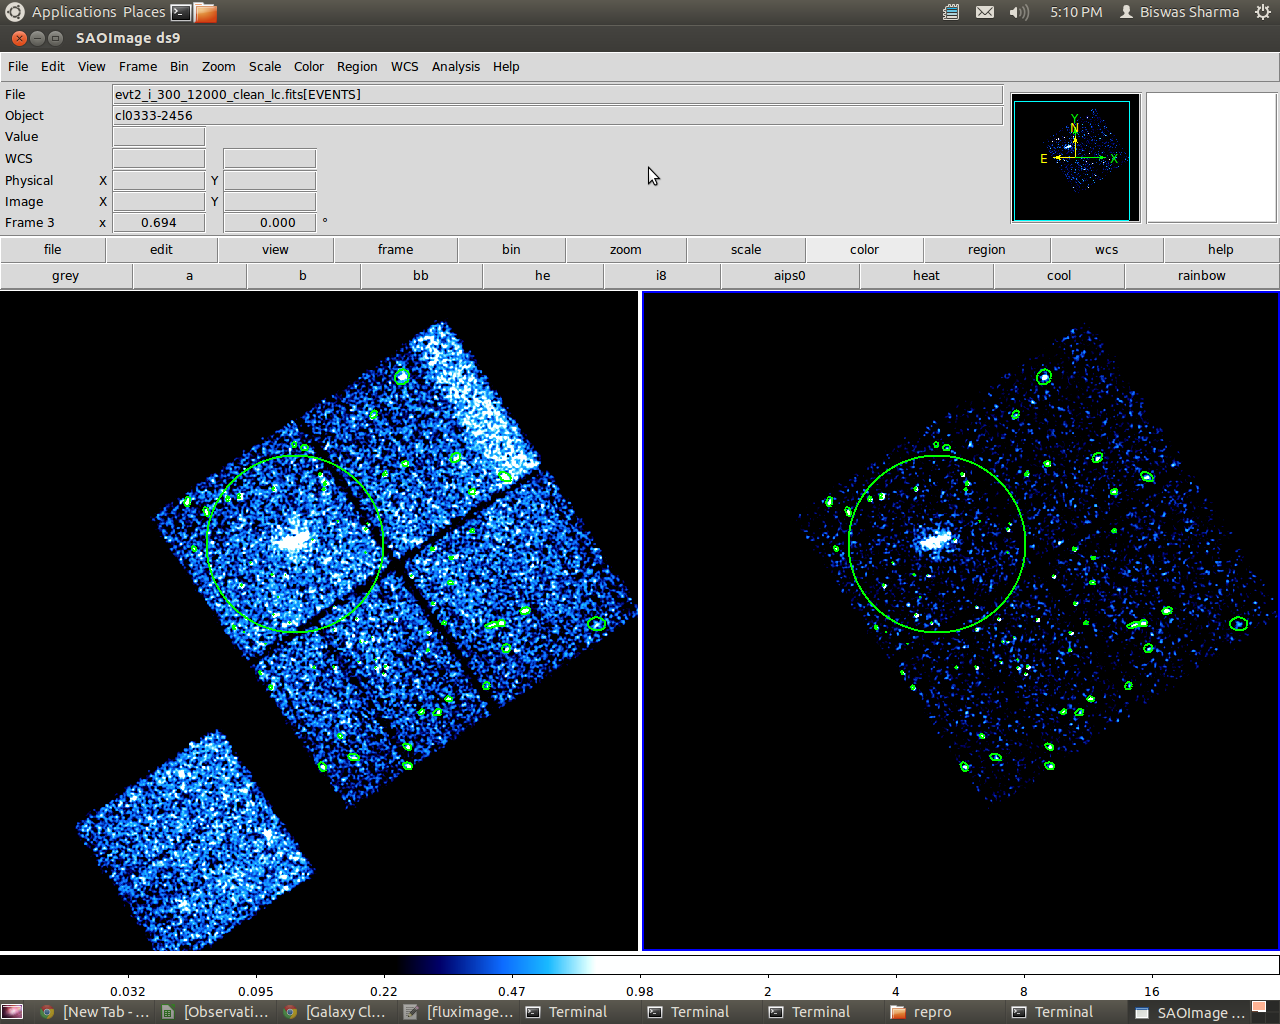 Applications Places 5:10 PM Biswas Sharma
SAOImage ds9
File Edit View Frame Bin Zoom Scale Color Region WCS Analysis Help
File evt2_i_300_12000_clean_lc.fits[EVENTS]
Object cl0333-2456
Value
WCS
Physical X Y
Image X Y
Frame 3 x 0.694 0.000 °
Y
N
E X
file edit view frame bin zoom scale color region wcs help
grey a b bb he i8 aips0 heat cool rainbow
0.032 0.095 0.22 0.47 0.98 2 4 8 16
[New Tab - ... [Observati... [Galaxy Cl... [fluximage... Terminal Terminal Terminal repro Terminal SAOImage ...